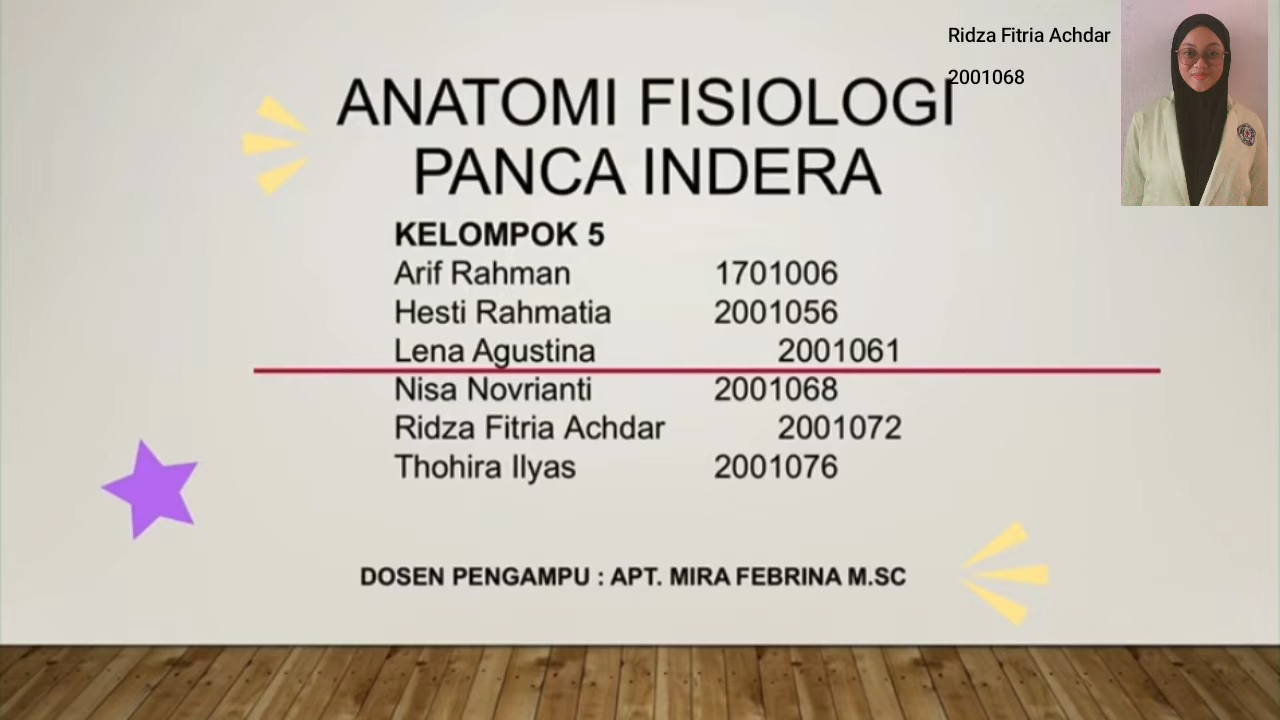 Ridza Fitria Achdar
2001068
ANATOMI FISIOLOGI
PANCA INDERA
KELOMPOK 5
Arif Rahman 1701006
Hesti Rahmatia 2001056
Lena Agustina 2001061
Nisa Novrianti 2001068
Ridza Fitria Achdar 2001072
Thohira Ilyas 2001076
DOSEN PENGAMPU : APT. MIRA FEBRINA M.SC